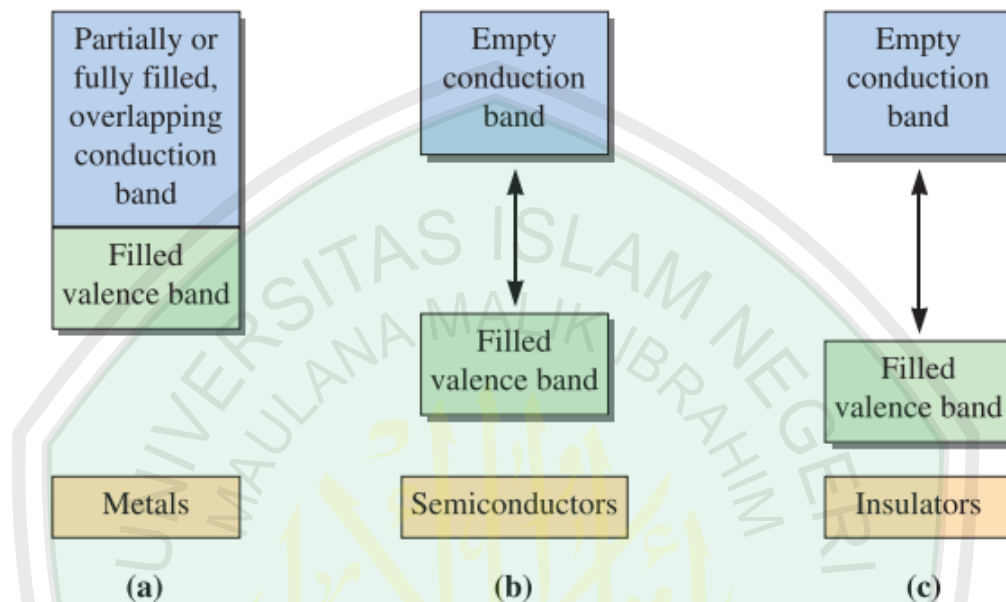 Partially or
fully filled,
overlapping
conduction
band
Filled
valence band
Metals
(a)
Empty
conduction
band
Filled
valence band
Semiconductors
(b)
Empty
conduction
band
Filled
valence band
Insulators
(c)
UNIVERSITAS ISLAM NEGERI
MAULANA MALIK IBRAHIM